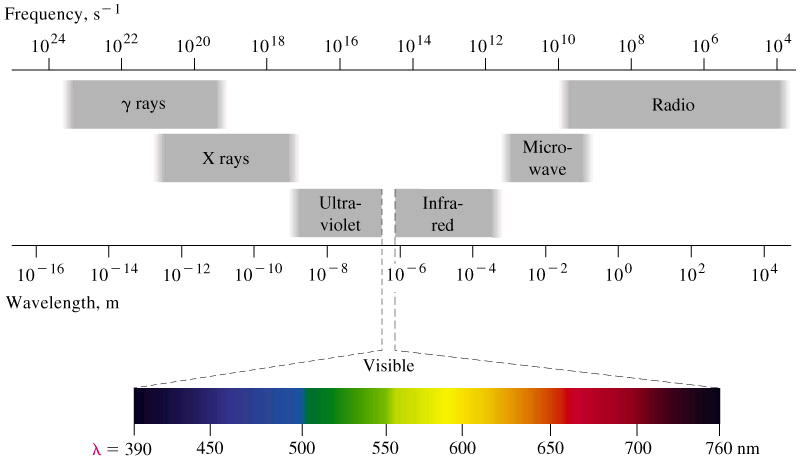 Frequency, s⁻¹
10²⁴ 10²² 10²⁰ 10¹⁸ 10¹⁶ 10¹⁴ 10¹² 10¹⁰ 10⁸ 10⁶ 10⁴
γ rays Radio
X rays Micro-
wave
Ultra- Infra-
violet red
10⁻¹⁶ 10⁻¹⁴ 10⁻¹² 10⁻¹⁰ 10⁻⁸ 10⁻⁶ 10⁻⁴ 10⁻² 10⁰ 10² 10⁴
Wavelength, m
Visible
λ = 390 450 500 550 600 650 700 760 nm